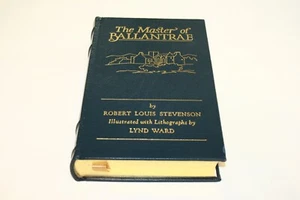 The Master of
BALLANTRAE
by
ROBERT LOUIS STEVENSON
Illustrated with Lithographs by
LYND WARD